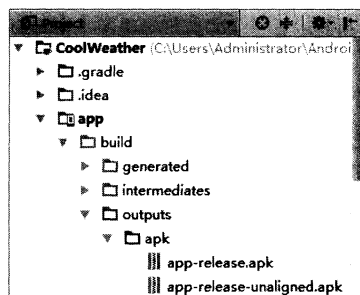 Project
CoolWeather (C:\Users\Administrator\Androi
.gradle
.idea
app
build
generated
intermediates
outputs
apk
app-release.apk
app-release-unaligned.apk